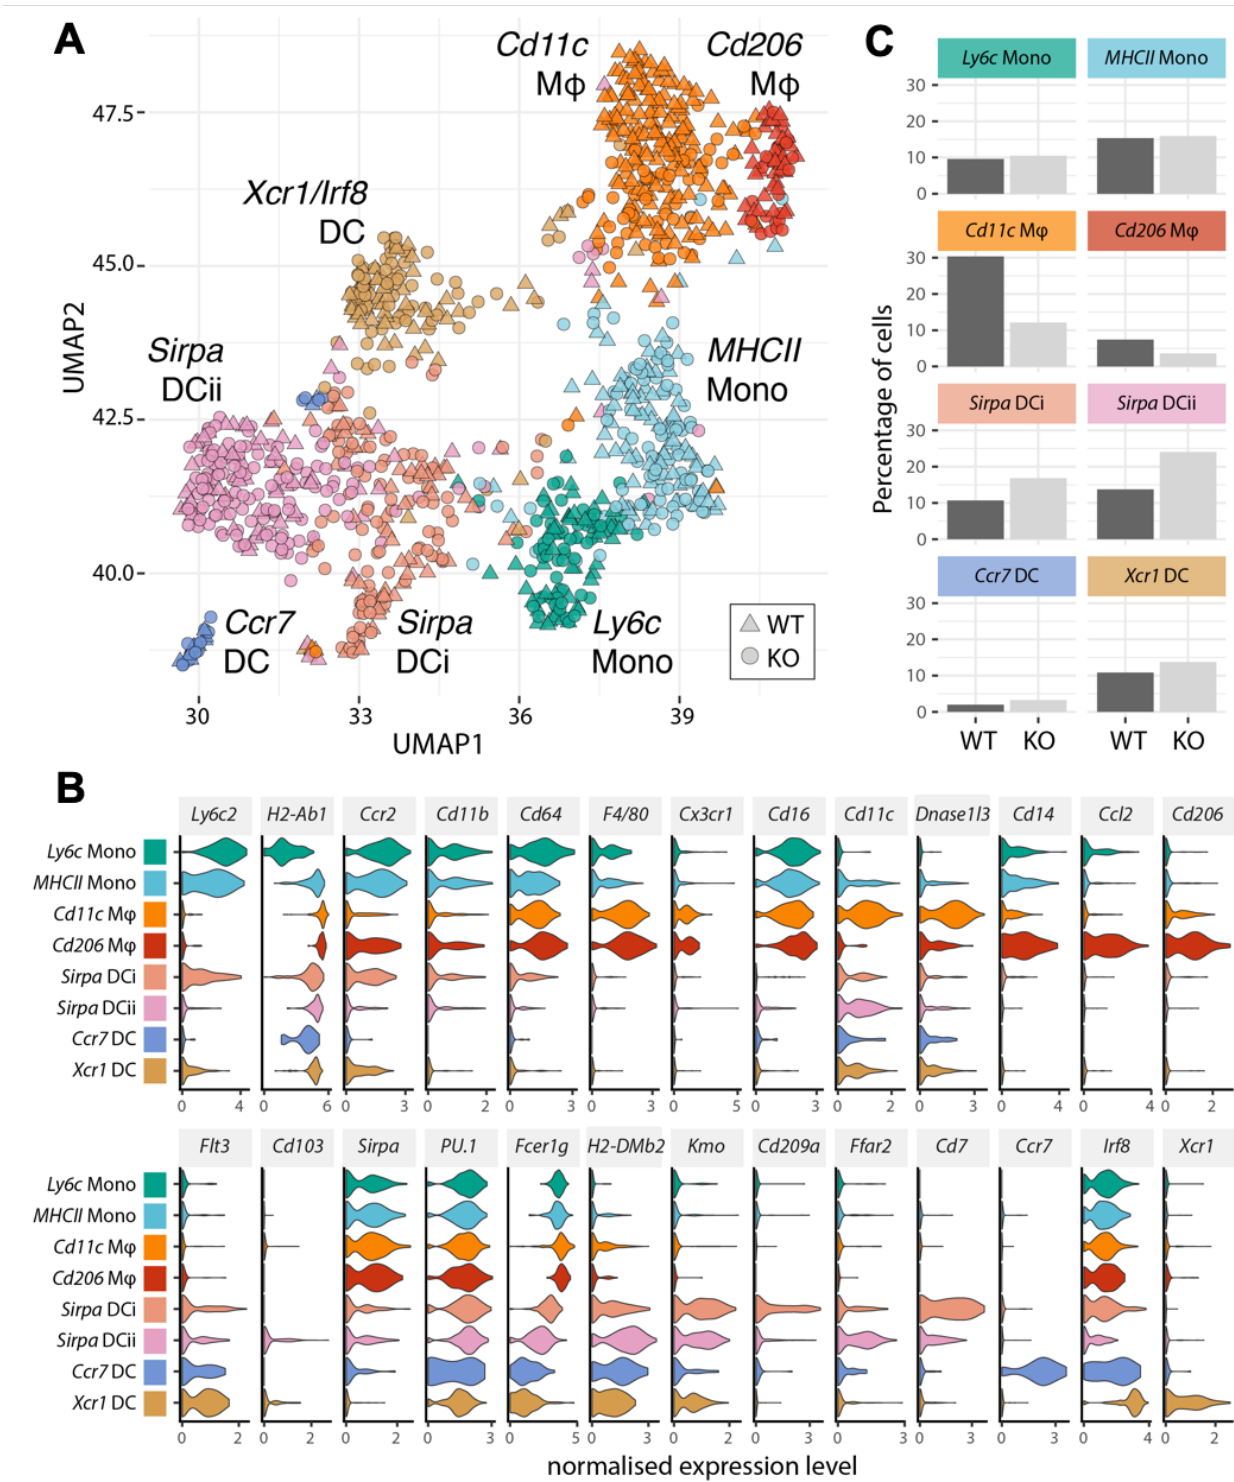 A
Cd11c
Mφ
Cd206
Mφ
Xcr1/Irf8
DC
Sirpa
DCii
MHCII
Mono
Ccr7
DC
Sirpa
DCi
Ly6c
Mono
WT
KO
47.5
45.0
42.5
40.0
UMAP2
30 33 36 39
UMAP1
C
Ly6c Mono MHCII Mono
30
20
10
0
Cd11c Mφ Cd206 Mφ
30
20
10
0
Sirpa DCi Sirpa DCii
30
20
10
0
Ccr7 DC Xcr1 DC
30
20
10
0
Percentage of cells
WT KO WT KO
B
Ly6c2 H2-Ab1 Ccr2 Cd11b Cd64 F4/80 Cx3cr1 Cd16 Cd11c Dnase1l3 Cd14 Ccl2 Cd206
Ly6c Mono
MHCII Mono
Cd11c Mφ
Cd206 Mφ
Sirpa DCi
Sirpa DCii
Ccr7 DC
Xcr1 DC
0 4 0 6 0 3 0 2 0 3 0 3 0 5 0 3 0 2 0 3 0 4 0 4 0 2
Flt3 Cd103 Sirpa PU.1 Fcer1g H2-DMb2 Kmo Cd209a Ffar2 Cd7 Ccr7 Irf8 Xcr1
Ly6c Mono
MHCII Mono
Cd11c Mφ
Cd206 Mφ
Sirpa DCi
Sirpa DCii
Ccr7 DC
Xcr1 DC
0 2 0 2 0 2 0 3 0 5 0 3 0 2 0 3 0 3 0 3 0 3 0 4 0 3
normalised expression level